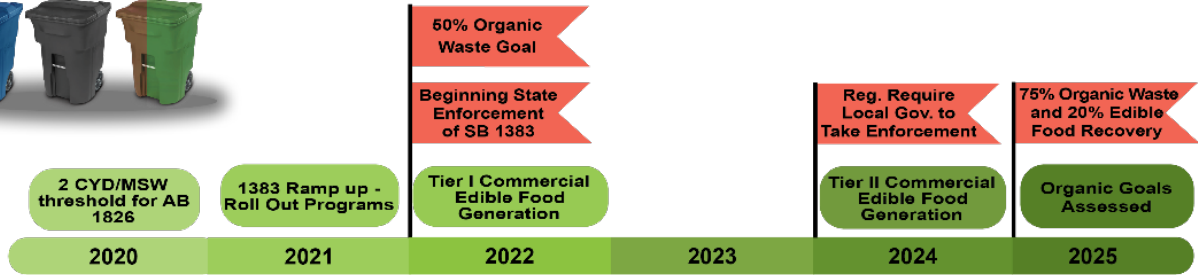 50% Organic
Waste Goal
Beginning State
Enforcement
of SB 1383
Reg. Require
Local Gov. to
Take Enforcement
75% Organic Waste
and 20% Edible
Food Recovery
2 CYD/MSW
threshold for AB
1826
1383 Ramp up -
Roll Out Programs
Tier I Commercial
Edible Food
Generation
Tier II Commercial
Edible Food
Generation
Organic Goals
Assessed
2020
2021
2022
2023
2024
2025